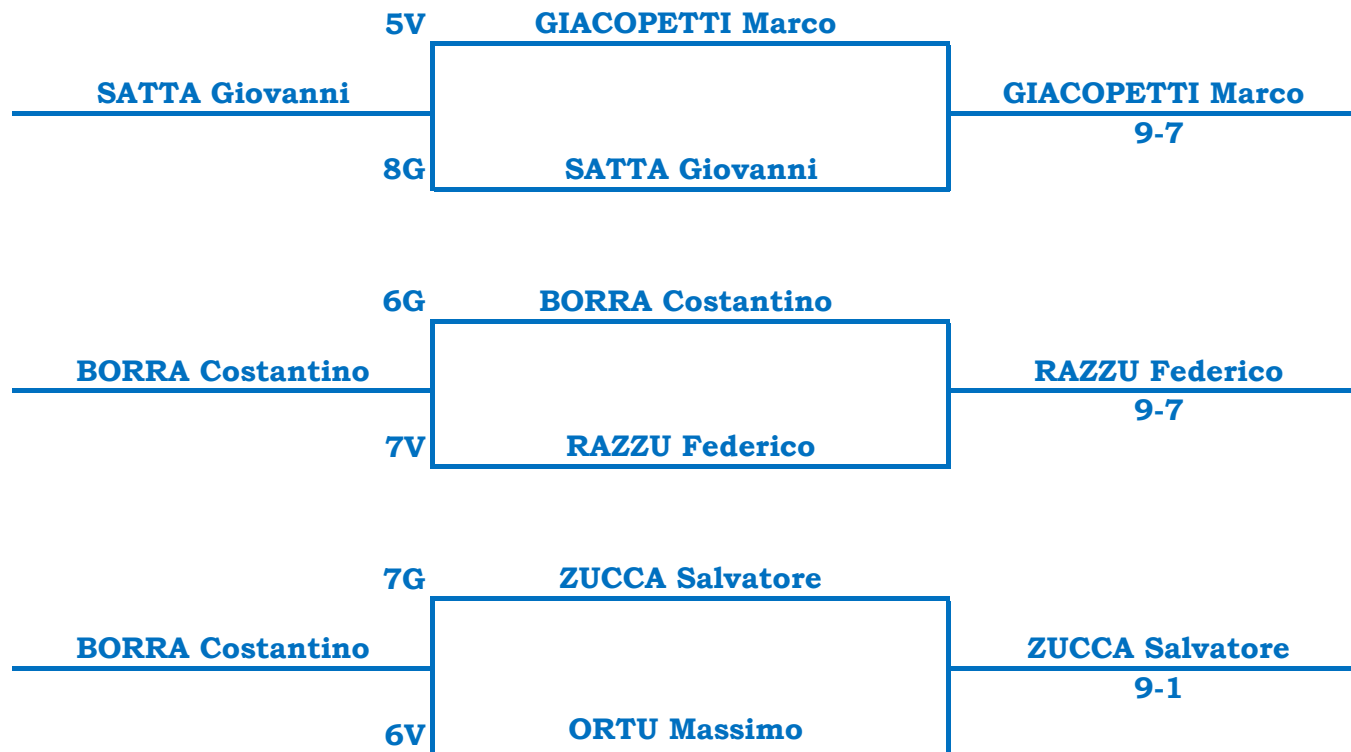 5V GIACOPETTI Marco
SATTA Giovanni GIACOPETTI Marco
9-7
8G SATTA Giovanni
6G BORRA Costantino
BORRA Costantino RAZZU Federico
9-7
7V RAZZU Federico
7G ZUCCA Salvatore
BORRA Costantino ZUCCA Salvatore
9-1
6V ORTU Massimo